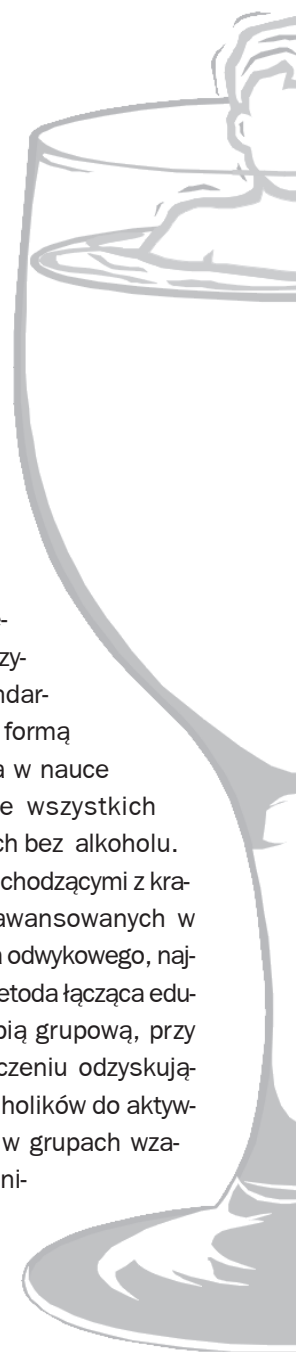 -
zy-
ndar-
formą
a w nauce
e wszystkich
ch bez alkoholu.
chodzącymi z kra-
awansowanych w
odwykowego, naj-
etoda łącząca edu-
pią grupową, przy
czeniu odzyskują-
holików do aktyw-
w grupach wza-
ni-